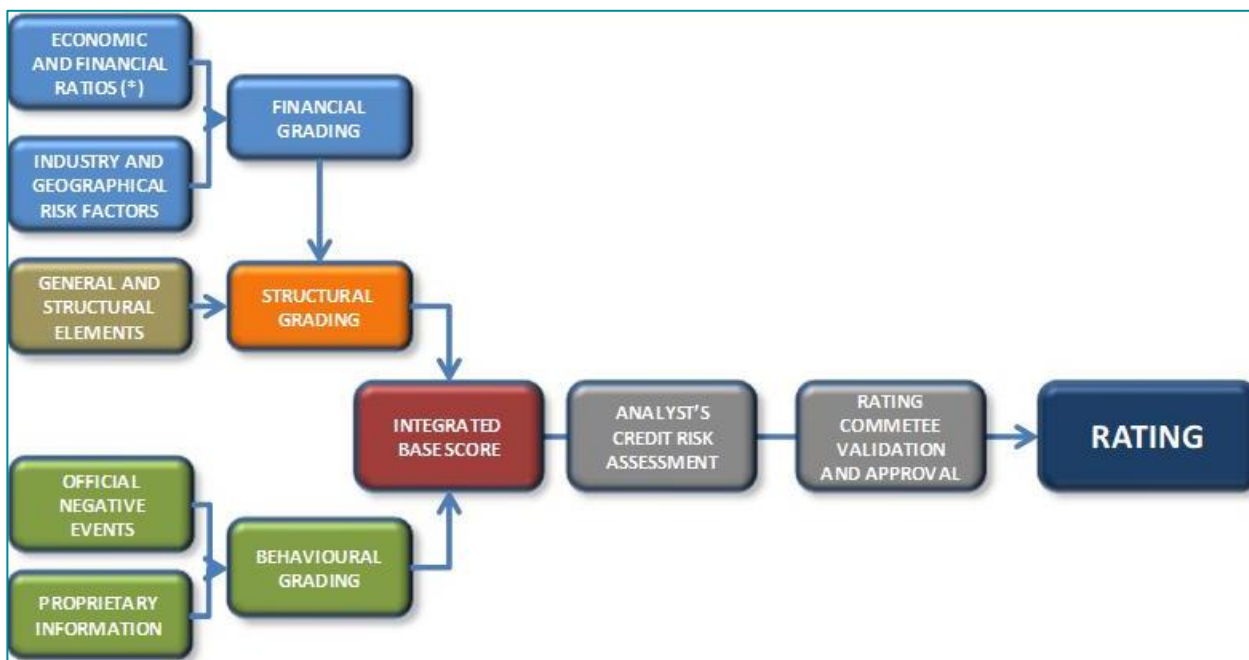 ECONOMIC
AND FINANCIAL
RATIOS (*)
FINANCIAL
GRADING
INDUSTRY AND
GEOGRAPHICAL
RISK FACTORS
GENERAL AND
STRUCTURAL
ELEMENTS
STRUCTURAL
GRADING
INTEGRATED
BASE SCORE
ANALYST'S
CREDIT RISK
ASSESSMENT
RATING
COMMETEE
VALIDATION
AND APPROVAL
RATING
OFFICIAL
NEGATIVE
EVENTS
BEHAVIOURAL
GRADING
PROPRIETARY
INFORMATION